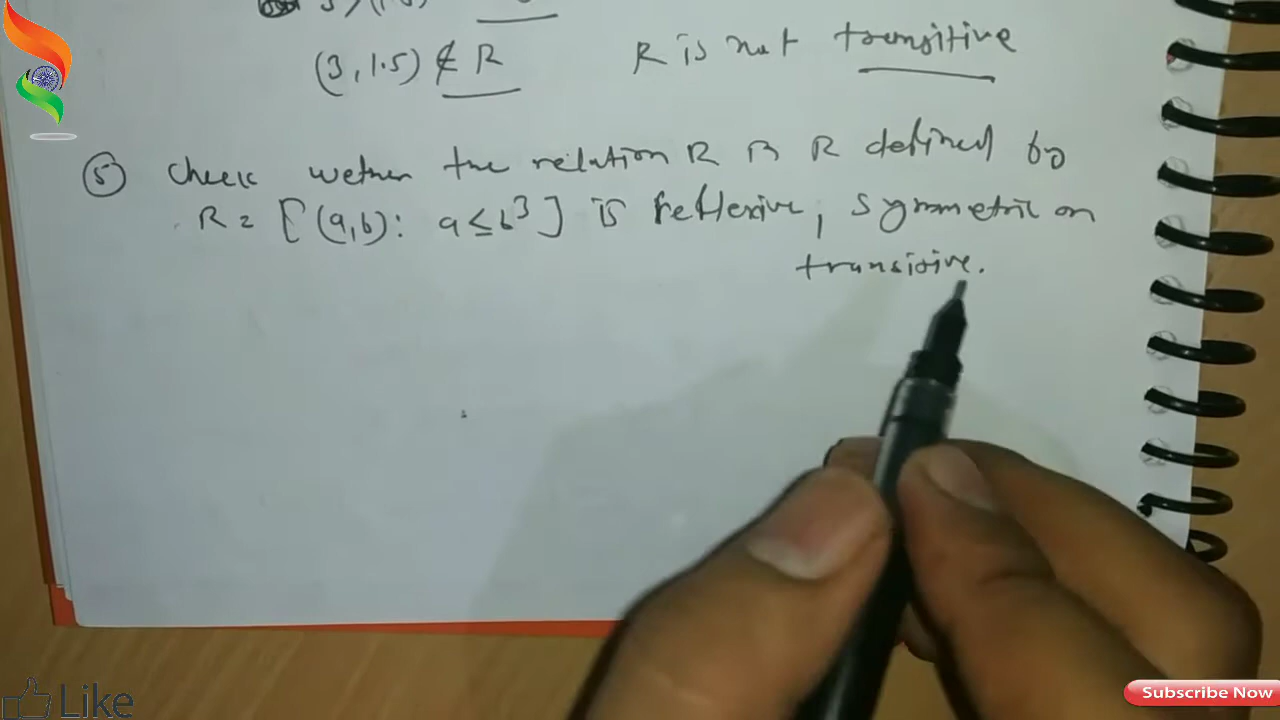 (3, 1.5) ∉ R R is not transitive
(5) Check wether the relation R in R defined by
R = [(a,b): a ≤ b³] is reflexive, symmetric or
transitive.
Like
Subscribe Now